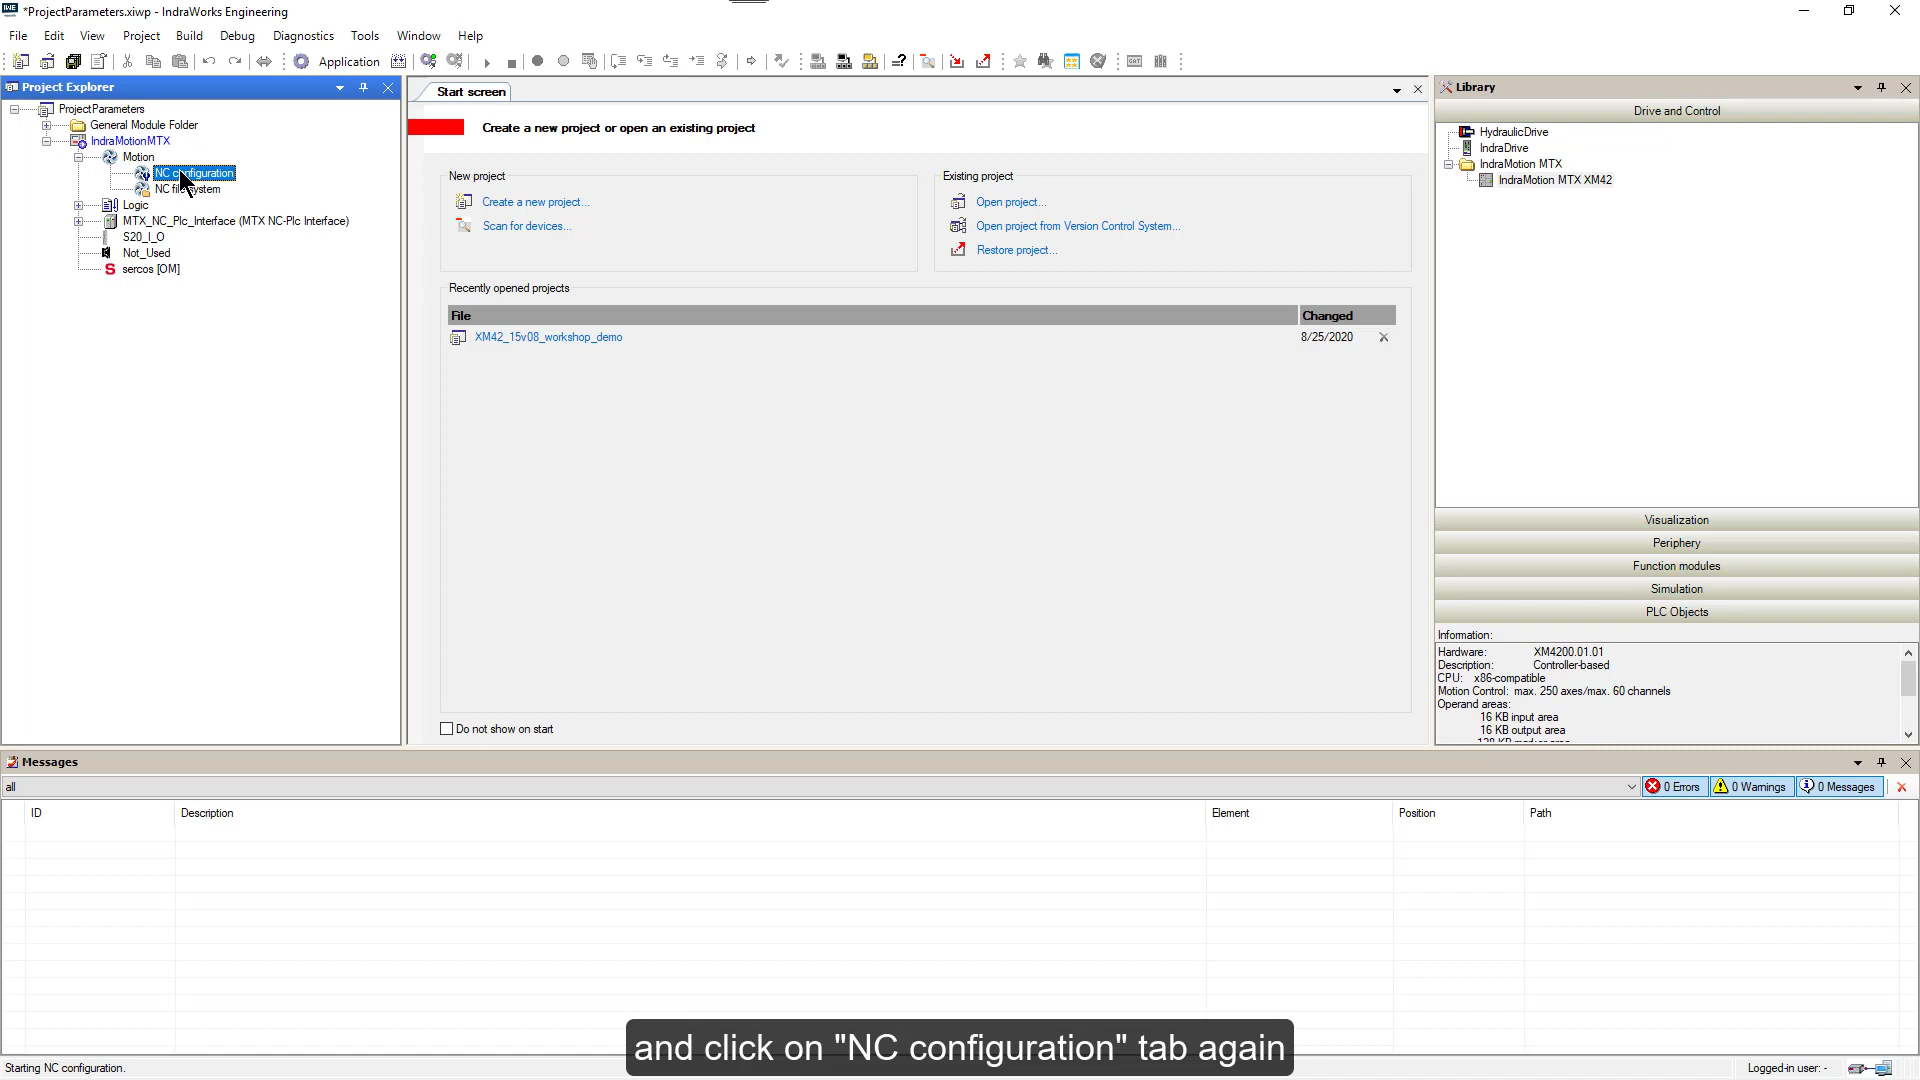 *ProjectParameters.xiwp - IndraWorks Engineering
File Edit View Project Build Debug Diagnostics Tools Window Help
Application
Project Explorer
ProjectParameters
General Module Folder
IndraMotionMTX
Motion
NC configuration
NC file system
Logic
MTX_NC_Plc_Interface (MTX NC-Plc Interface)
S20_I_O
Not_Used
sercos [OM]
Start screen
Create a new project or open an existing project
New project
Create a new project...
Scan for devices...
Existing project
Open project...
Open project from Version Control System...
Restore project...
Recently opened projects
File Changed
XM42_15v08_workshop_demo 8/25/2020
Do not show on start
Library
Drive and Control
HydraulicDrive
IndraDrive
IndraMotion MTX
IndraMotion MTX XM42
Visualization
Periphery
Function modules
Simulation
PLC Objects
Information:
Hardware: XM4200.01.01
Description: Controller-based
CPU: x86-compatible
Motion Control: max. 250 axes/max. 60 channels
Operand areas:
16 KB input area
16 KB output area
Messages
all 0 Errors 0 Warnings 0 Messages
ID Description Element Position Path
and click on "NC configuration" tab again
Starting NC configuration. Logged-in user: -